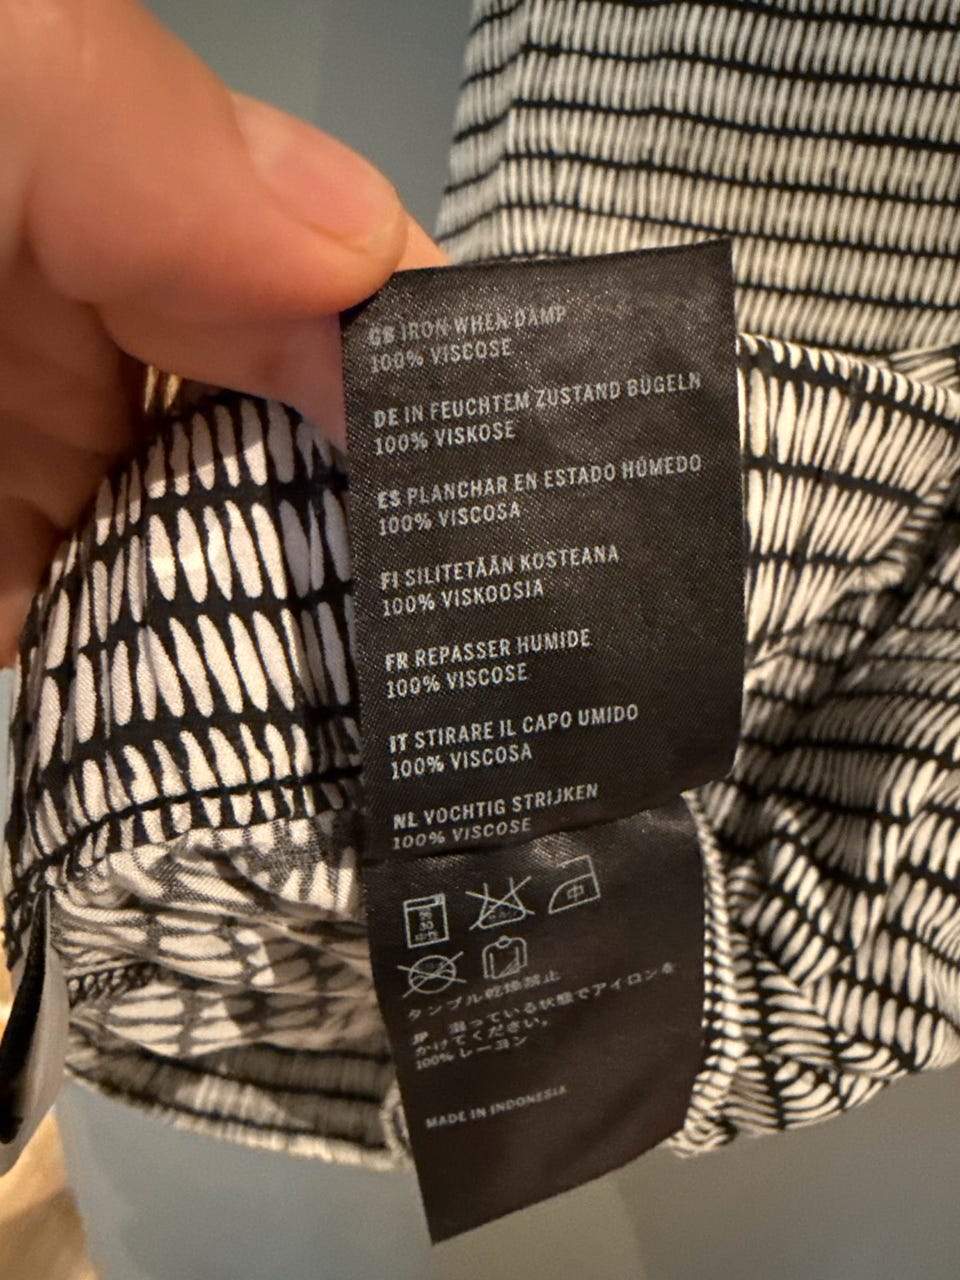 GB IRON WHEN DAMP
100% VISCOSE
DE IN FEUCHTEM ZUSTAND BÜGELN
100% VISKOSE
ES PLANCHAR EN ESTADO HÚMEDO
100% VISCOSA
FI SILITETÄÄN KOSTEANA
100% VISKOOSIA
FR REPASSER HUMIDE
100% VISCOSE
IT STIRARE IL CAPO UMIDO
100% VISCOSA
NL VOCHTIG STRIJKEN
100% VISCOSE
30
中
タンブル乾燥禁止
JP 湿っている状態でアイロンを
かけてください。
100% レーヨン
MADE IN INDONESIA